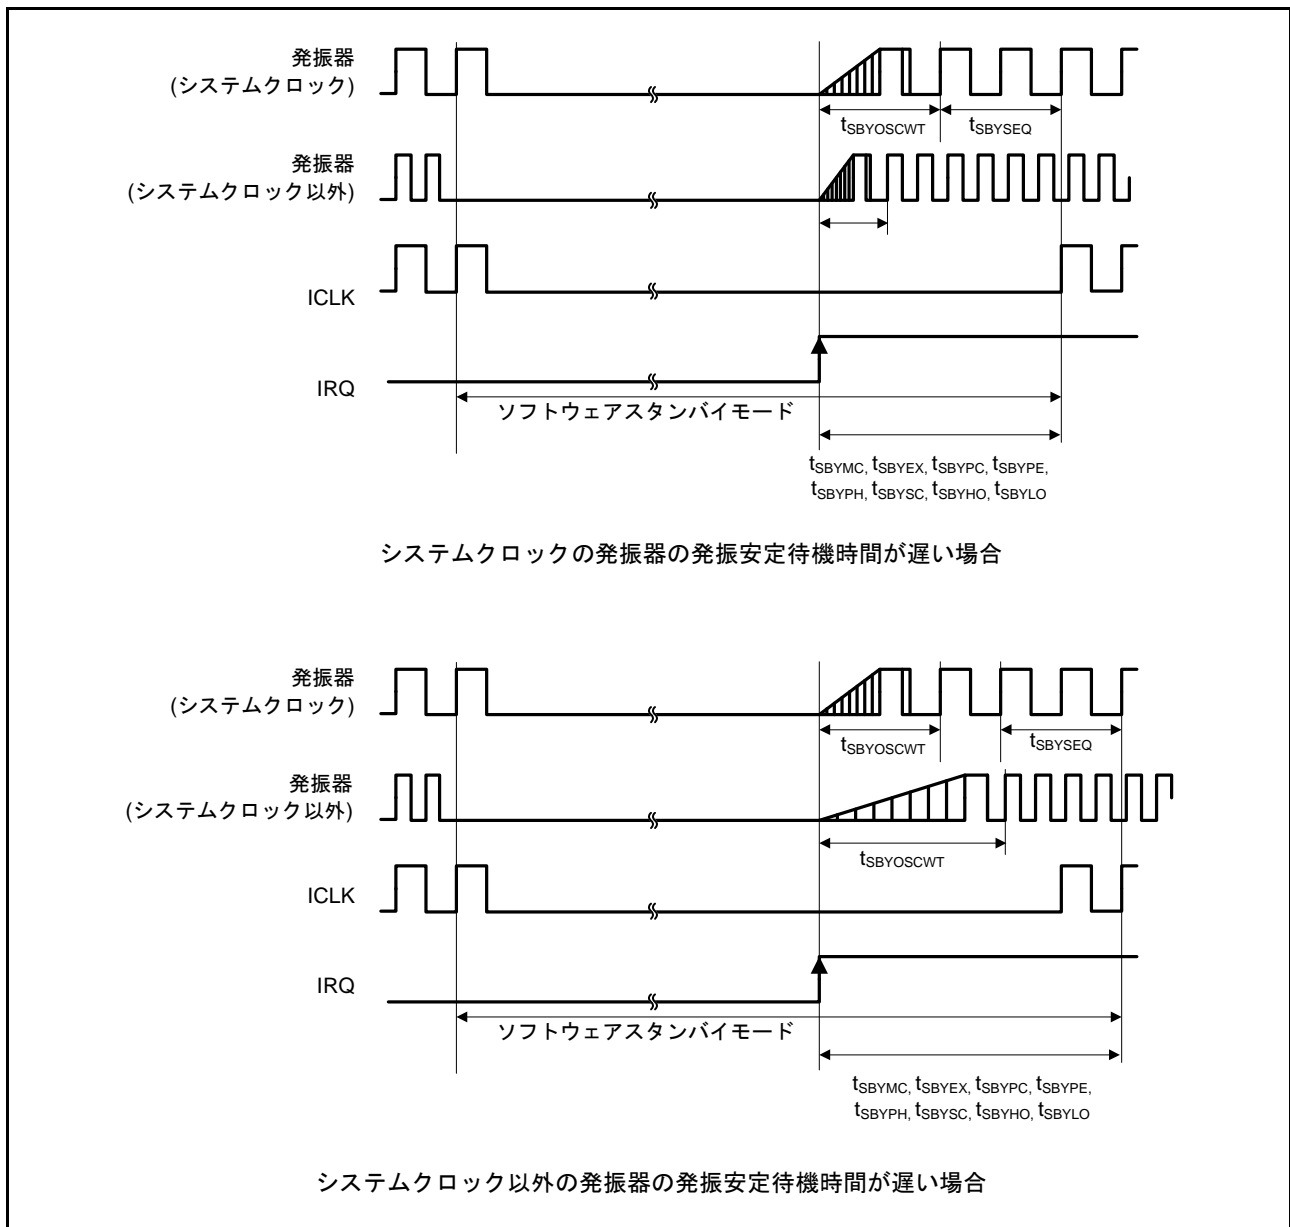 発振器
(システムクロック)
tSBYOSCWT
tSBYSEQ
発振器
(システムクロック以外)
ICLK
IRQ
ソフトウェアスタンバイモード
tSBYMC, tSBYEX, tSBYPC, tSBYPE,
tSBYPH, tSBYSC, tSBYHO, tSBYLO
システムクロックの発振器の発振安定待機時間が遅い場合
発振器
(システムクロック)
tSBYOSCWT
tSBYSEQ
発振器
(システムクロック以外)
tSBYOSCWT
ICLK
IRQ
ソフトウェアスタンバイモード
tSBYMC, tSBYEX, tSBYPC, tSBYPE,
tSBYPH, tSBYSC, tSBYHO, tSBYLO
システムクロック以外の発振器の発振安定待機時間が遅い場合